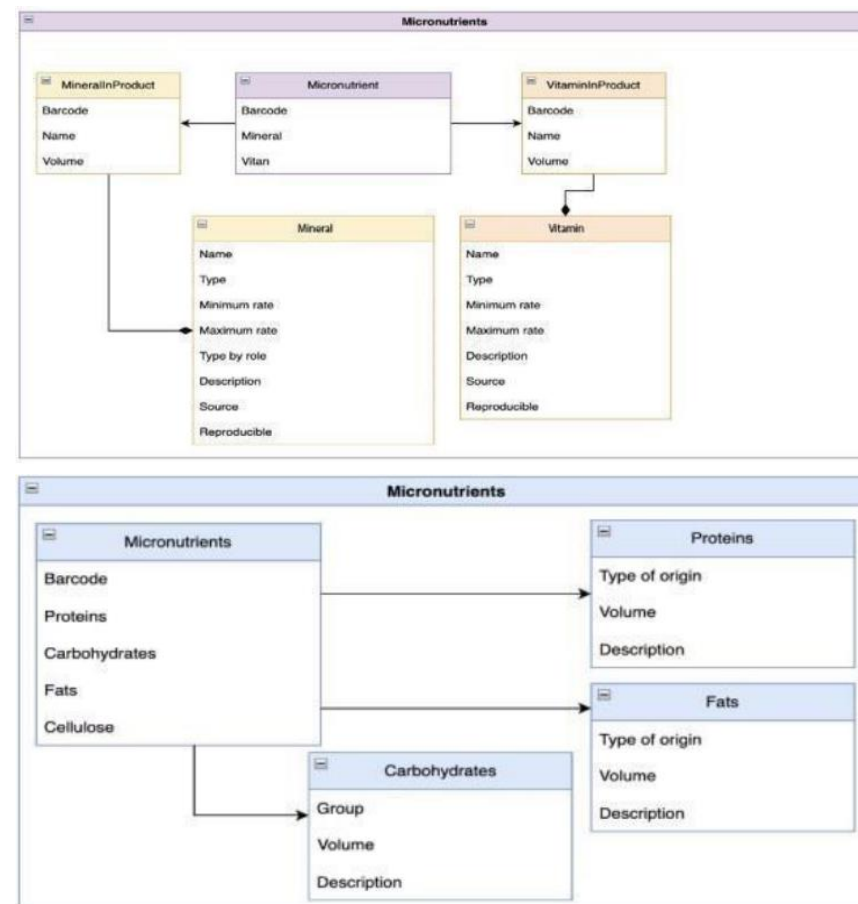 Micronutrients
MineralInProduct
Barcode
Name
Volume
Micronutrient
Barcode
Mineral
Vitan
VitaminInProduct
Barcode
Name
Volume
Mineral
Name
Type
Minimum rate
Maximum rate
Type by role
Description
Source
Reproducible
Vitamin
Name
Type
Minimum rate
Maximum rate
Description
Source
Reproducible
Micronutrients
Micronutrients
Barcode
Proteins
Carbohydrates
Fats
Cellulose
Proteins
Type of origin
Volume
Description
Fats
Type of origin
Volume
Description
Carbohydrates
Group
Volume
Description